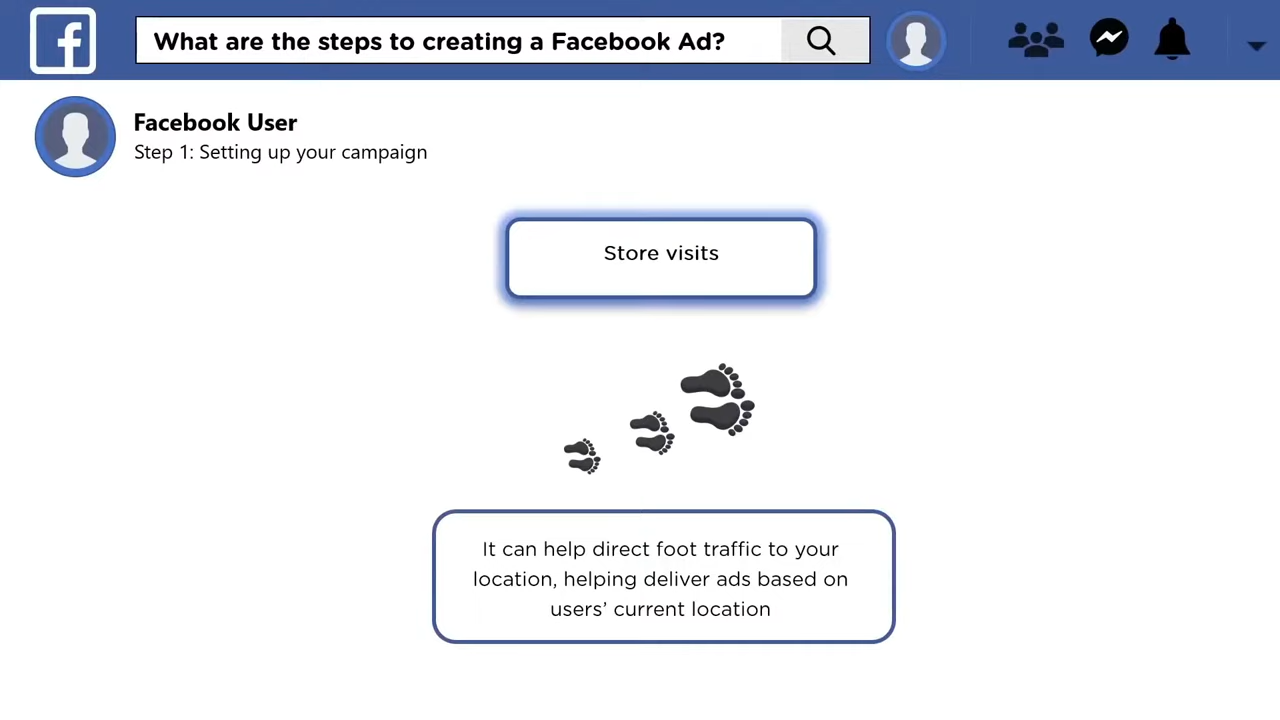 What are the steps to creating a Facebook Ad?
Facebook User
Step 1: Setting up your campaign
Store visits
It can help direct foot traffic to your
location, helping deliver ads based on
users’ current location